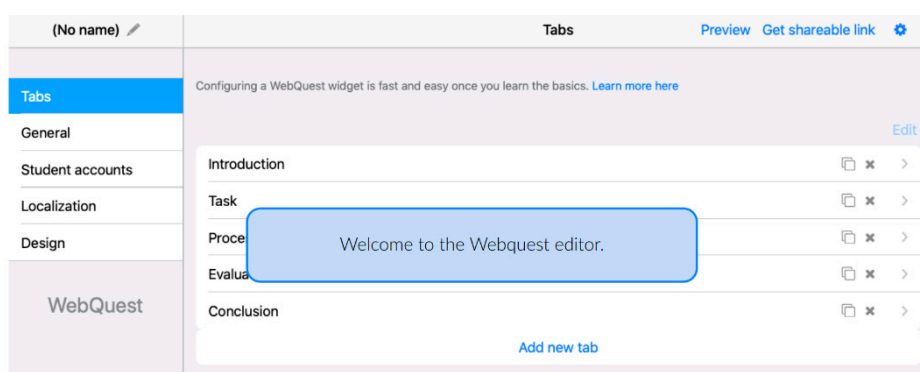 (No name)
Tabs
Preview
Get shareable link
Tabs
General
Student accounts
Localization
Design
WebQuest
Configuring a WebQuest widget is fast and easy once you learn the basics. Learn more here
Edit
Introduction
Task
Proce
Evalua
Conclusion
Add new tab
Welcome to the Webquest editor.